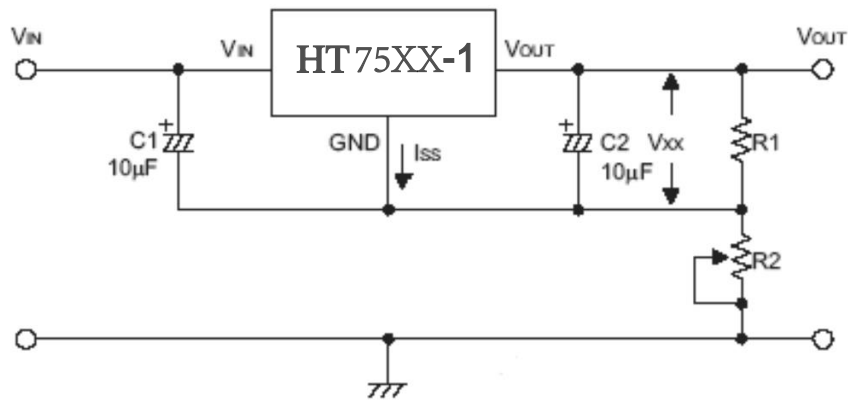 VIN
VIN
HT75XX-1
VOUT
VOUT
C1
10µF
+
GND
ISS
+
C2
10µF
VXX
R1
R2